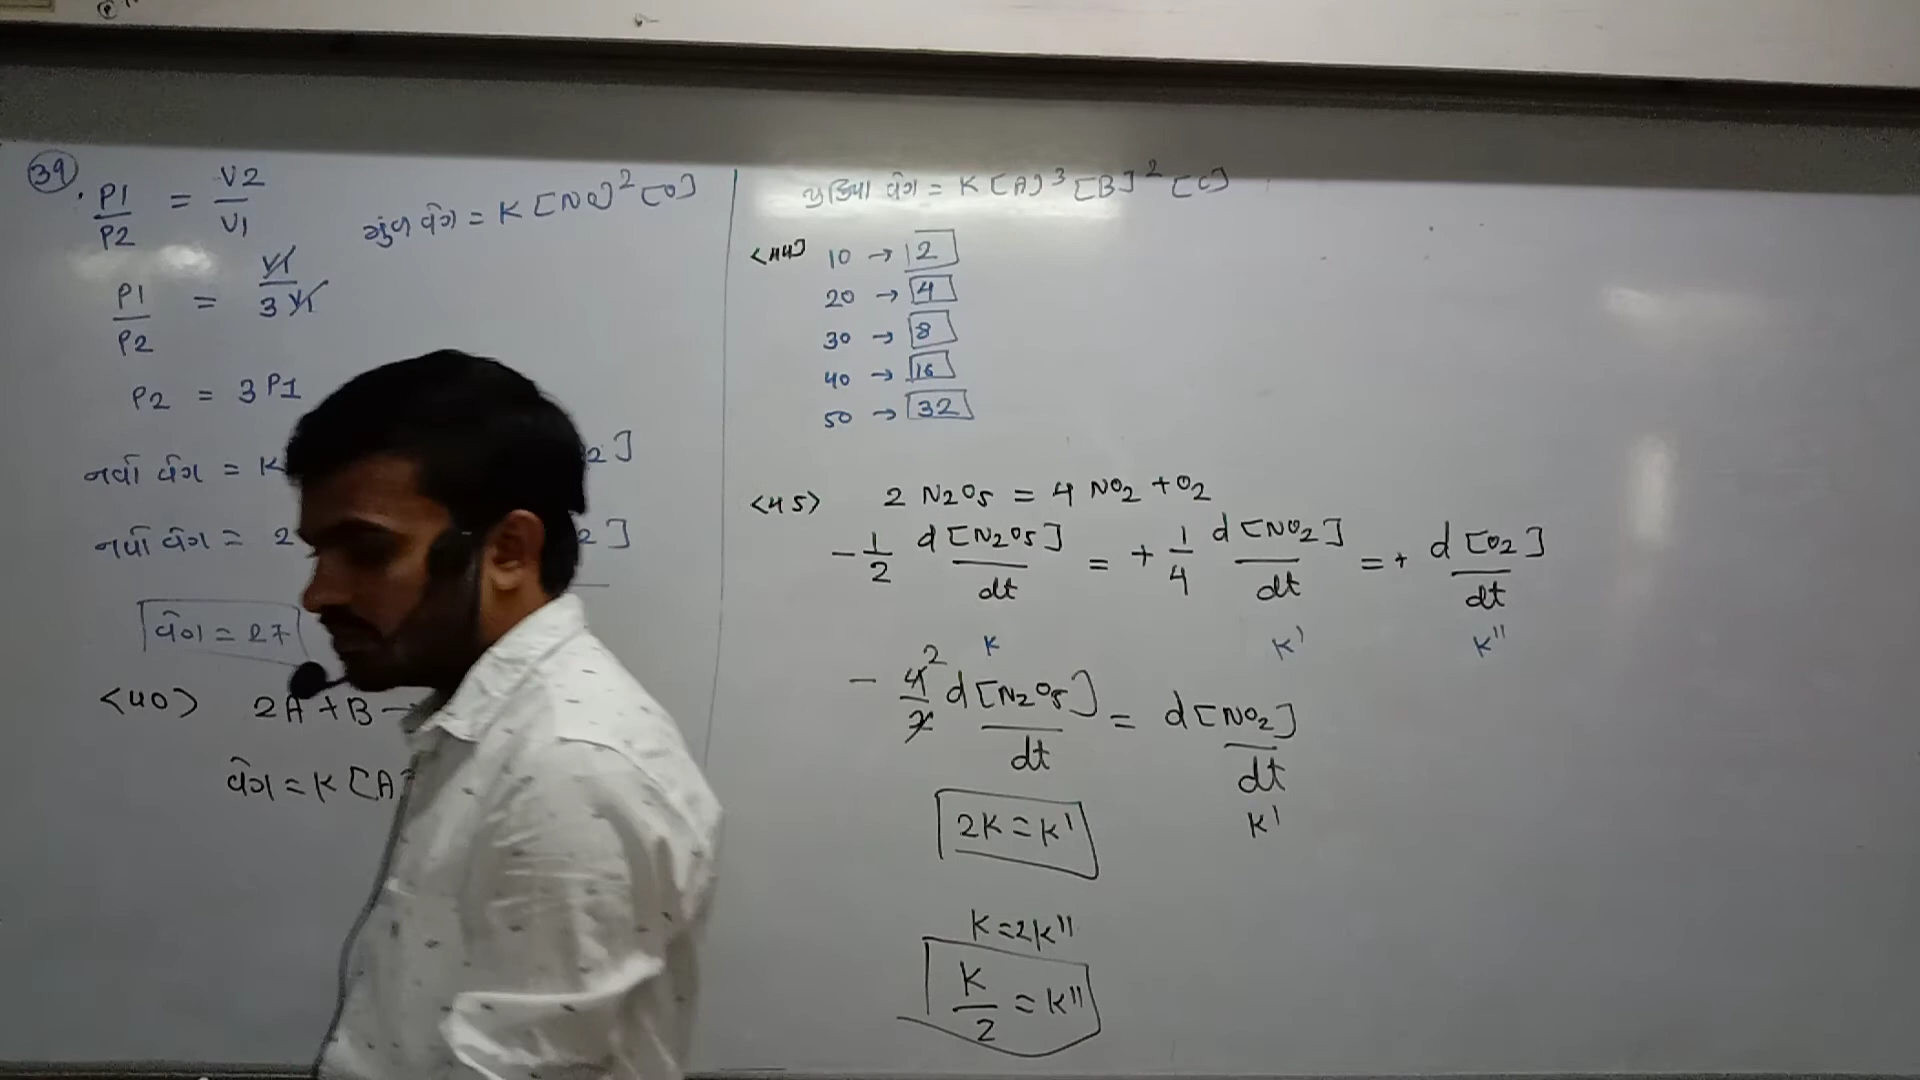 39. P1/P2 = V2/V1
વેગ = K [NO]² [O]
P1/P2 = V1/3V1
P2 = 3P1
નવો વેગ = K 2]
નવો વેગ = 2 2]
વેગ = 27
<40> 2A + B →
વેગ = K [A]
પ્રક્રિયા વેગ = K [A]³ [B]² [C]
<44> 10 → 2
20 → 4
30 → 8
40 → 16
50 → 32
<45> 2 N2O5 = 4 NO2 + O2
- 1/2 d[N2O5]/dt = + 1/4 d[NO2]/dt = + d[O2]/dt
K K' K"
- 4/2 2 d[N2O5]/dt = d[NO2]/dt
K'
2K = K'
K = 2K"
K/2 = K"